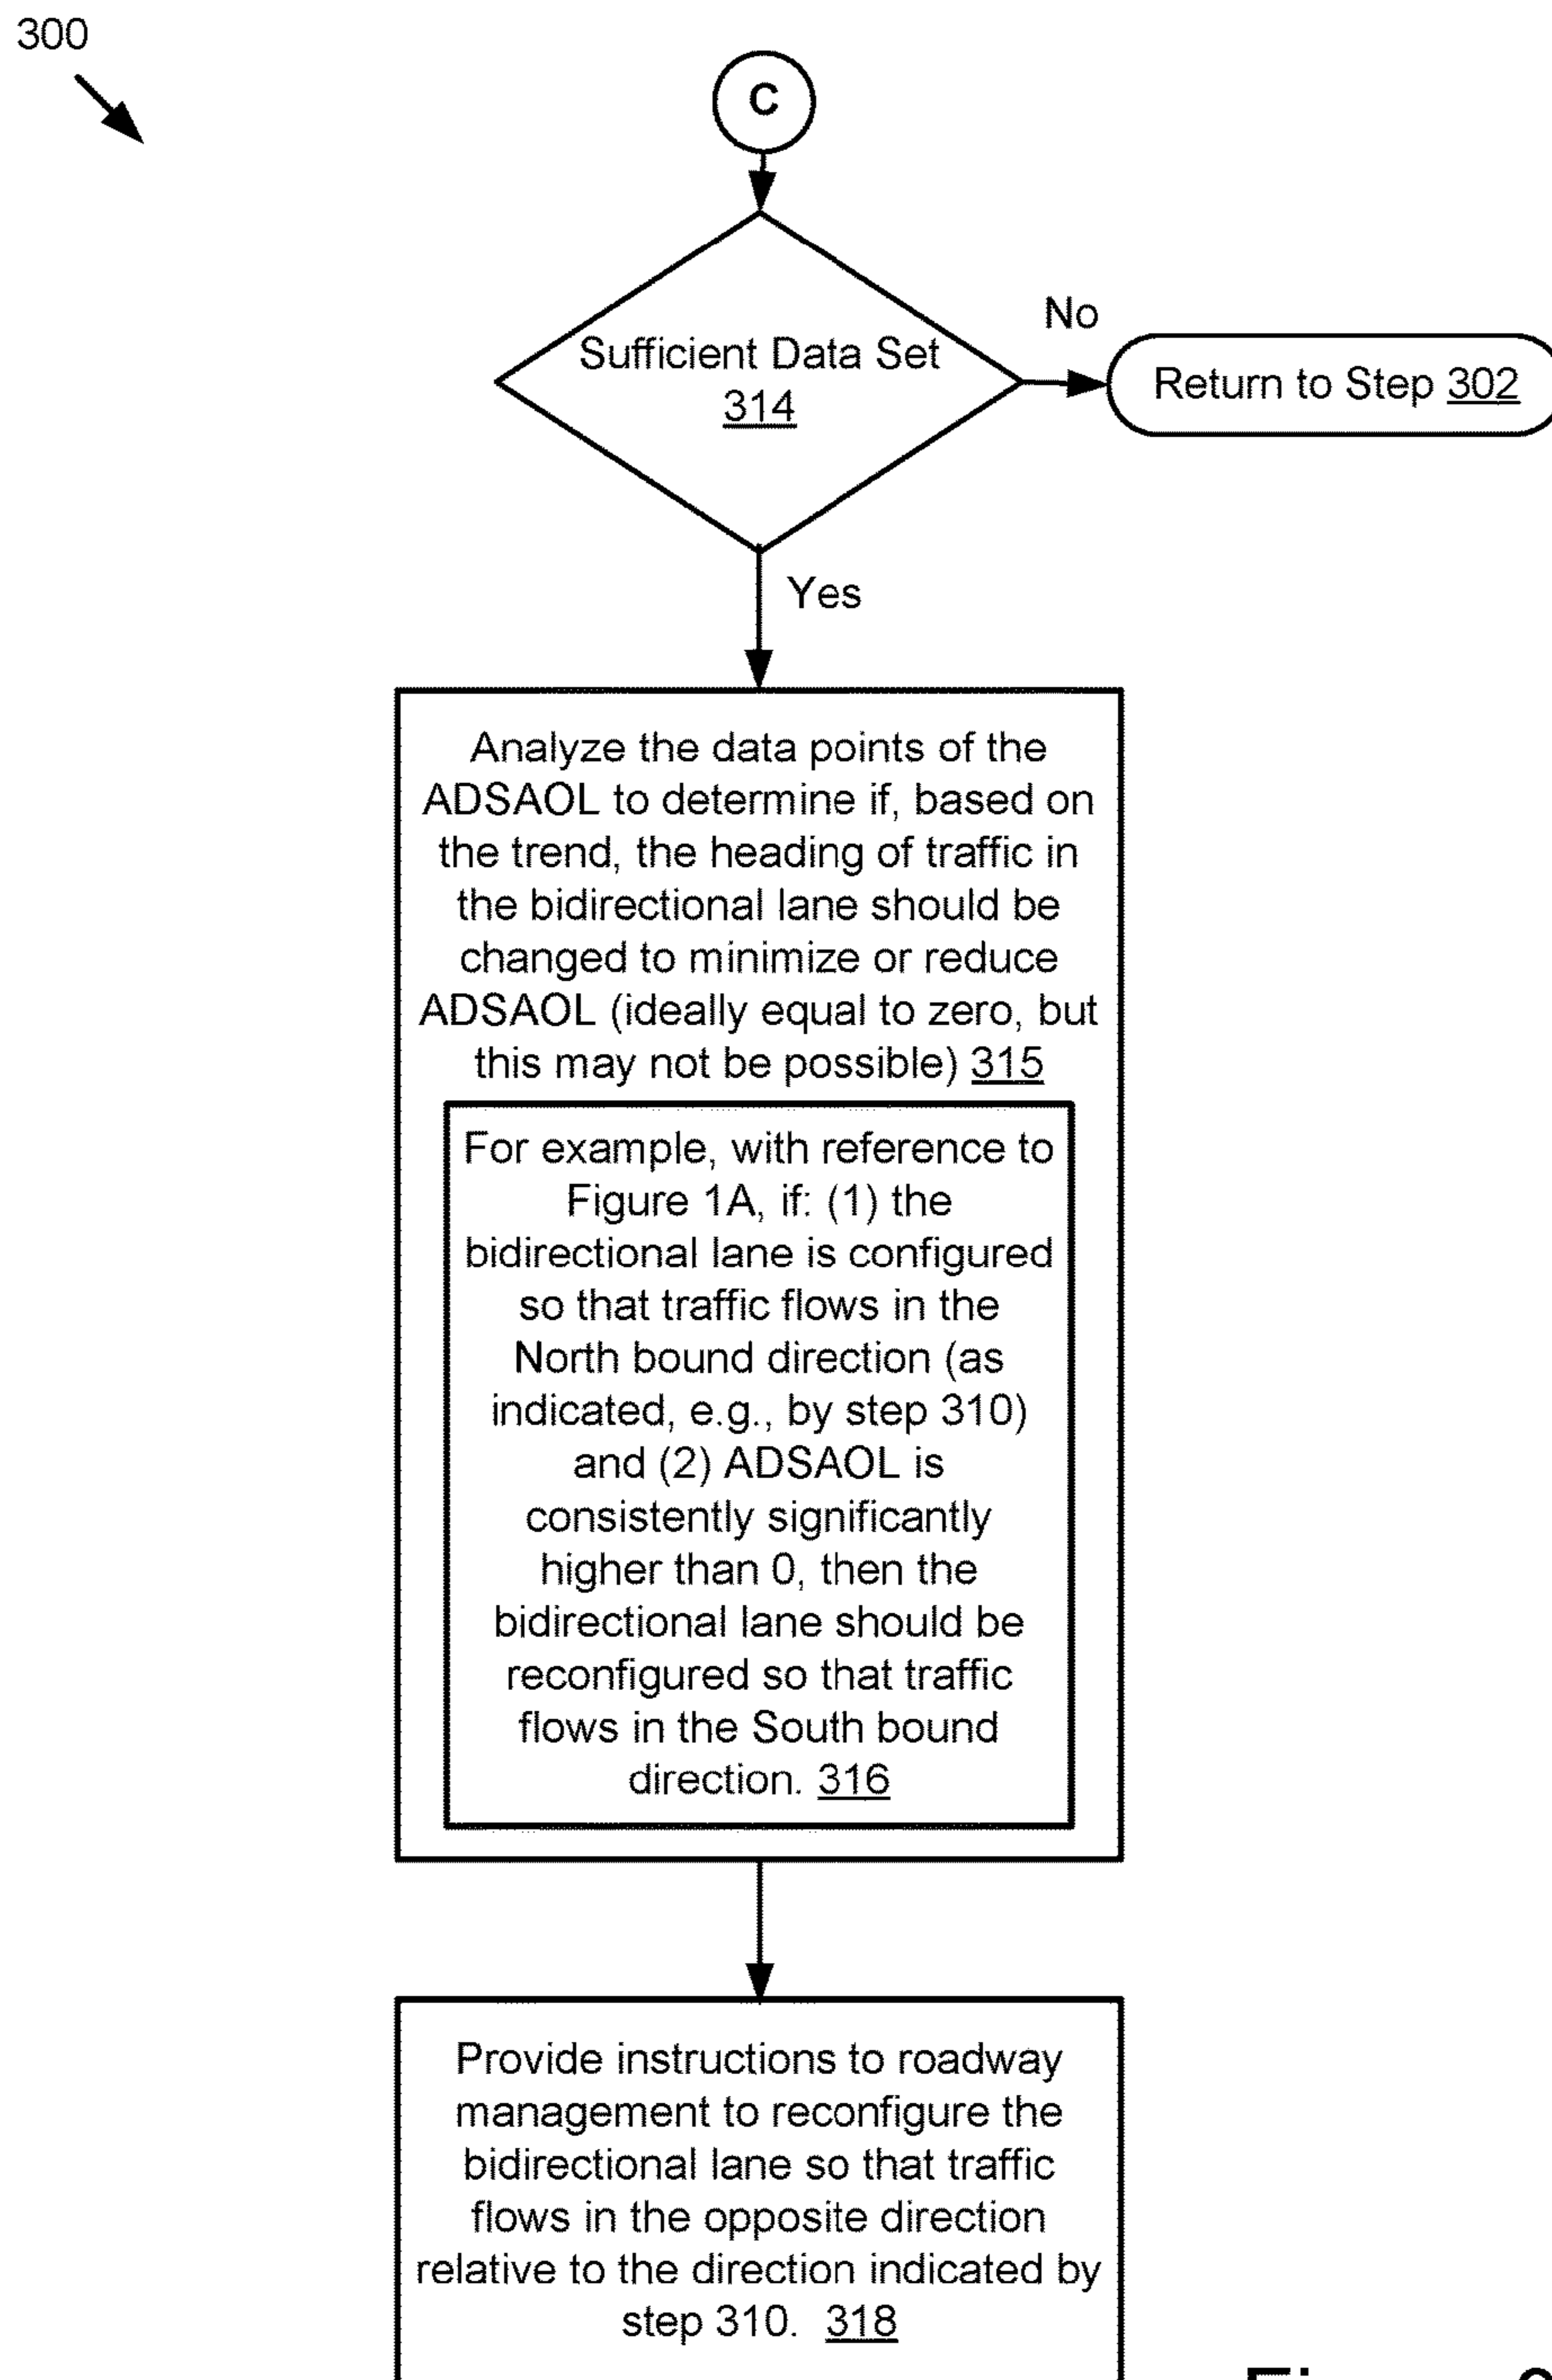 300
C
Sufficient Data Set
314
No
Return to Step 302
Yes
Analyze the data points of the
ADSAOL to determine if, based on
the trend, the heading of traffic in
the bidirectional lane should be
changed to minimize or reduce
ADSAOL (ideally equal to zero, but
this may not be possible) 315
For example, with reference to
Figure 1A, if: (1) the
bidirectional lane is configured
so that traffic flows in the
North bound direction (as
indicated, e.g., by step 310)
and (2) ADSAOL is
consistently significantly
higher than 0, then the
bidirectional lane should be
reconfigured so that traffic
flows in the South bound
direction. 316
Provide instructions to roadway
management to reconfigure the
bidirectional lane so that traffic
flows in the opposite direction
relative to the direction indicated by
step 310. 318